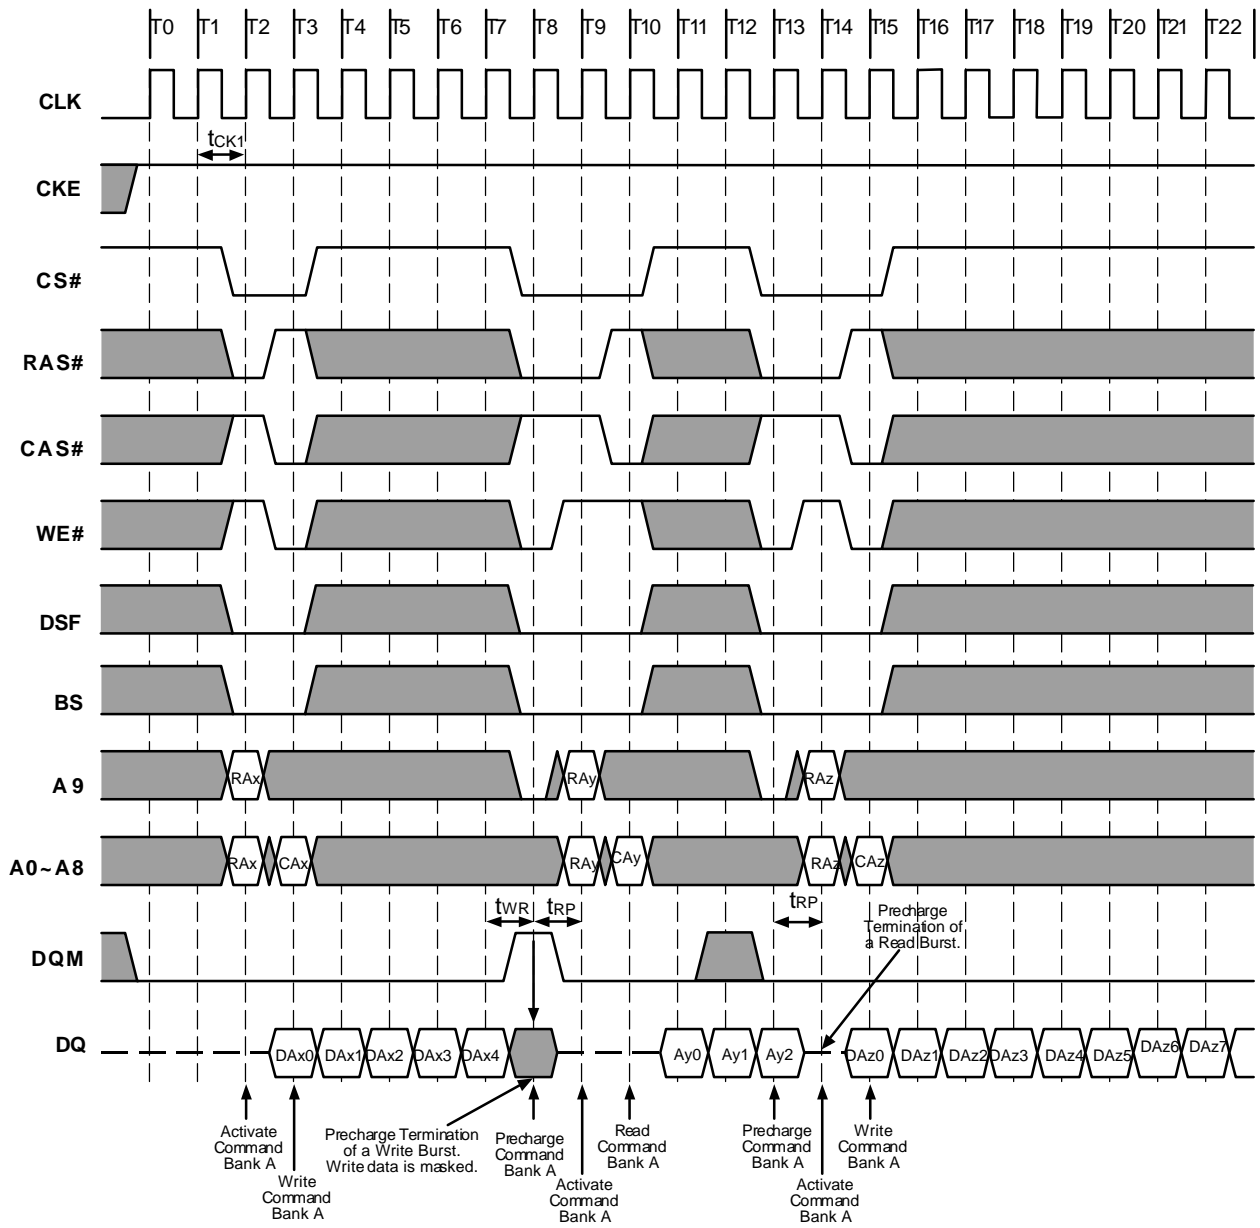 T0 T1 T2 T3 T4 T5 T6 T7 T8 T9 T10 T11 T12 T13 T14 T15 T16 T17 T18 T19 T20 T21 T22
CLK
tCK1
CKE
CS#
RAS#
CAS#
WE#
DSF
BS
A9
RAx RAy RAz
A0~A8
RAx CAx RAy CAy RAz CAz
tWR tRP tRP
Precharge
Termination of
a Read Burst.
DQM
DQ
DAx0 DAx1 DAx2 DAx3 DAx4 Ay0 Ay1 Ay2 DAz0 DAz1 DAz2 DAz3 DAz4 DAz5 DAz6 DAz7
Activate
Command
Bank A
Write
Command
Bank A
Precharge Termination
of a Write Burst.
Write data is masked.
Precharge
Command
Bank A
Activate
Command
Bank A
Read
Command
Bank A
Precharge
Command
Bank A
Activate
Command
Bank A
Write
Command
Bank A